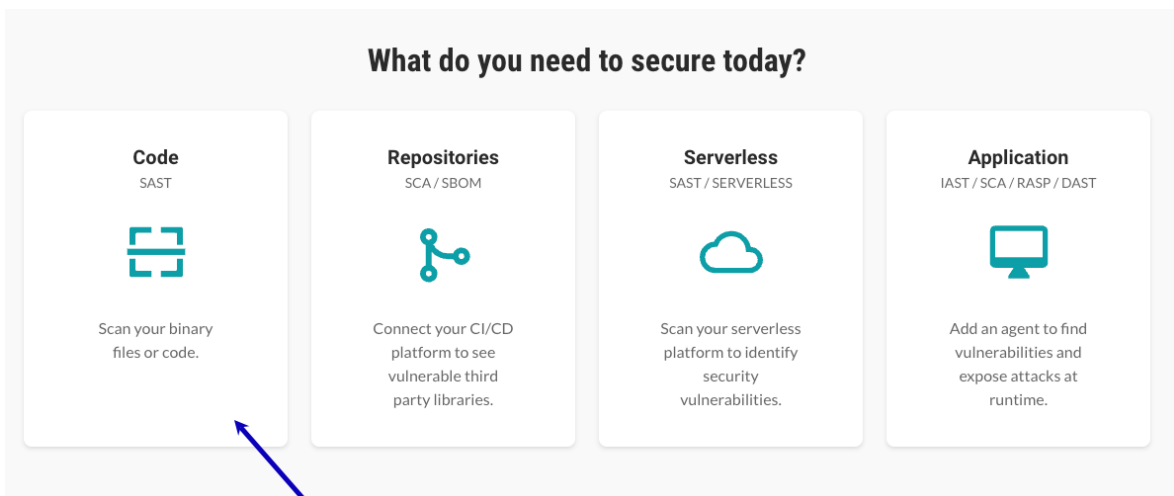 What do you need to secure today?
Code
SAST
Scan your binary
files or code.
Repositories
SCA / SBOM
Connect your CI/CD
platform to see
vulnerable third
party libraries.
Serverless
SAST / SERVERLESS
Scan your serverless
platform to identify
security
vulnerabilities.
Application
IAST / SCA / RASP / DAST
Add an agent to find
vulnerabilities and
expose attacks at
runtime.